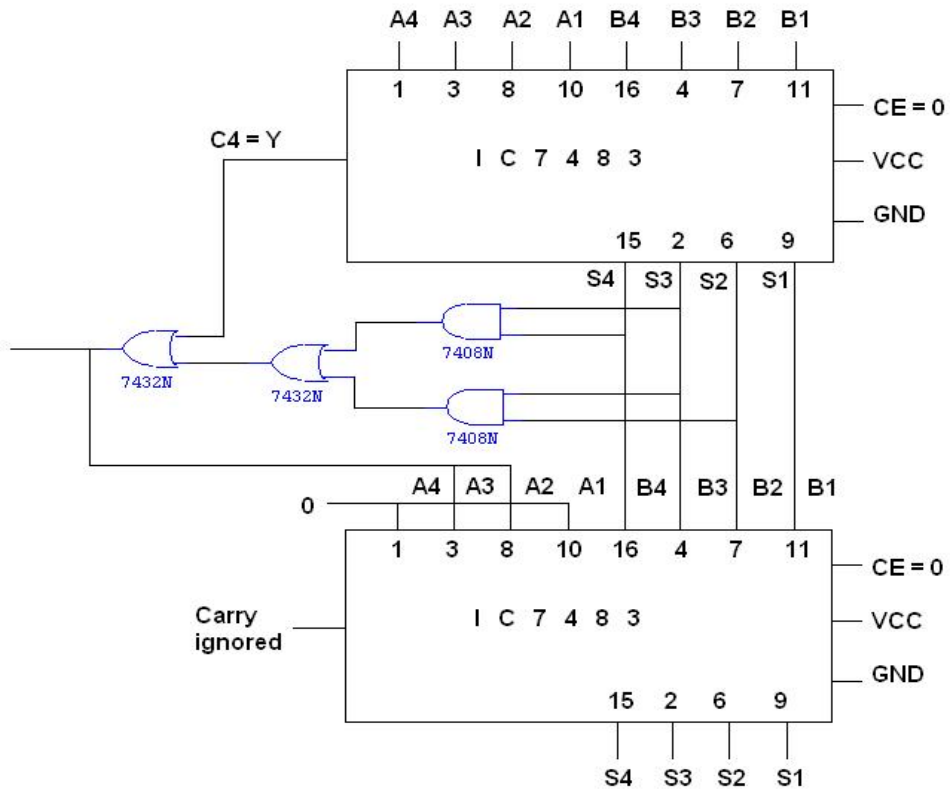 A4 A3 A2 A1 B4 B3 B2 B1
1 3 8 10 16 4 7 11
CE = 0
C4 = Y
I C 7 4 8 3
VCC
GND
15 2 6 9
S4 S3 S2 S1
7408N
7432N
7432N
7408N
A4 A3 A2 A1 B4 B3 B2 B1
0
1 3 8 10 16 4 7 11
CE = 0
Carry
ignored
I C 7 4 8 3
VCC
GND
15 2 6 9
S4 S3 S2 S1